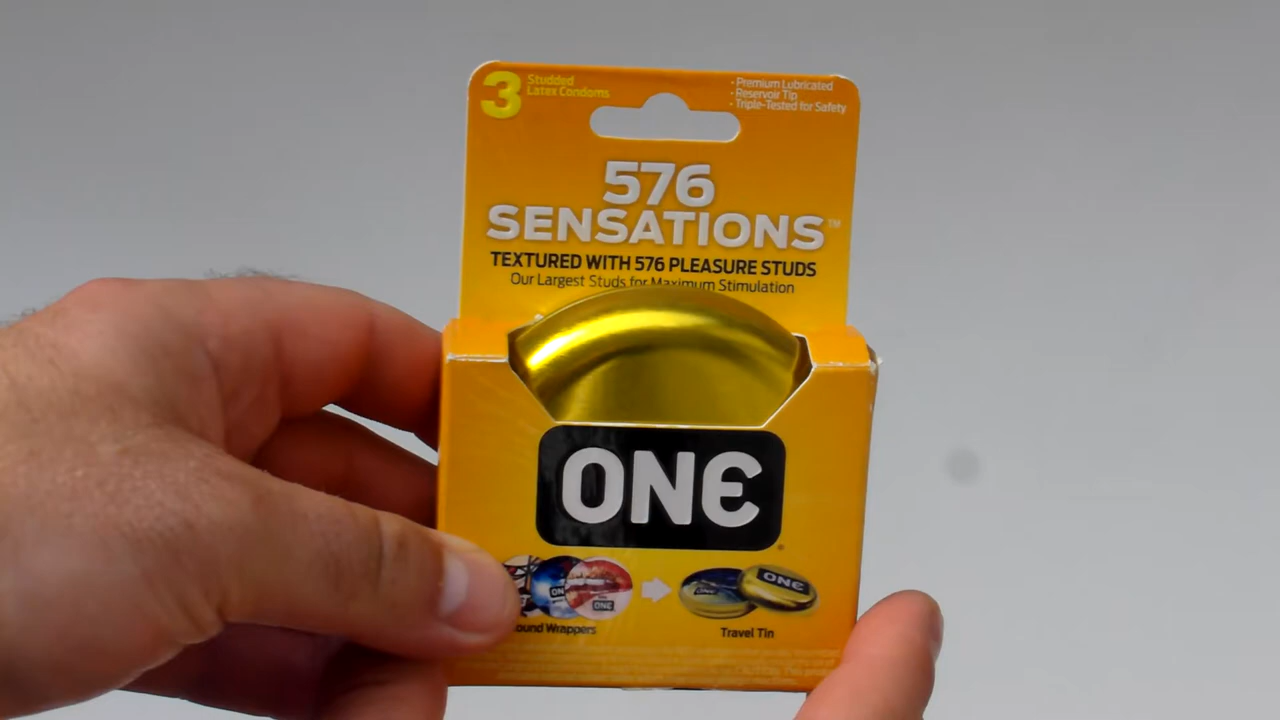 3 Studded
Latex Condoms
• Premium Lubricated
• Reservoir Tip
• Triple-Tested for Safety
576
SENSATIONS™
TEXTURED WITH 576 PLEASURE STUDS
Our Largest Studs for Maximum Stimulation
ONE
ONE
ONE
ound Wrappers
Travel Tin